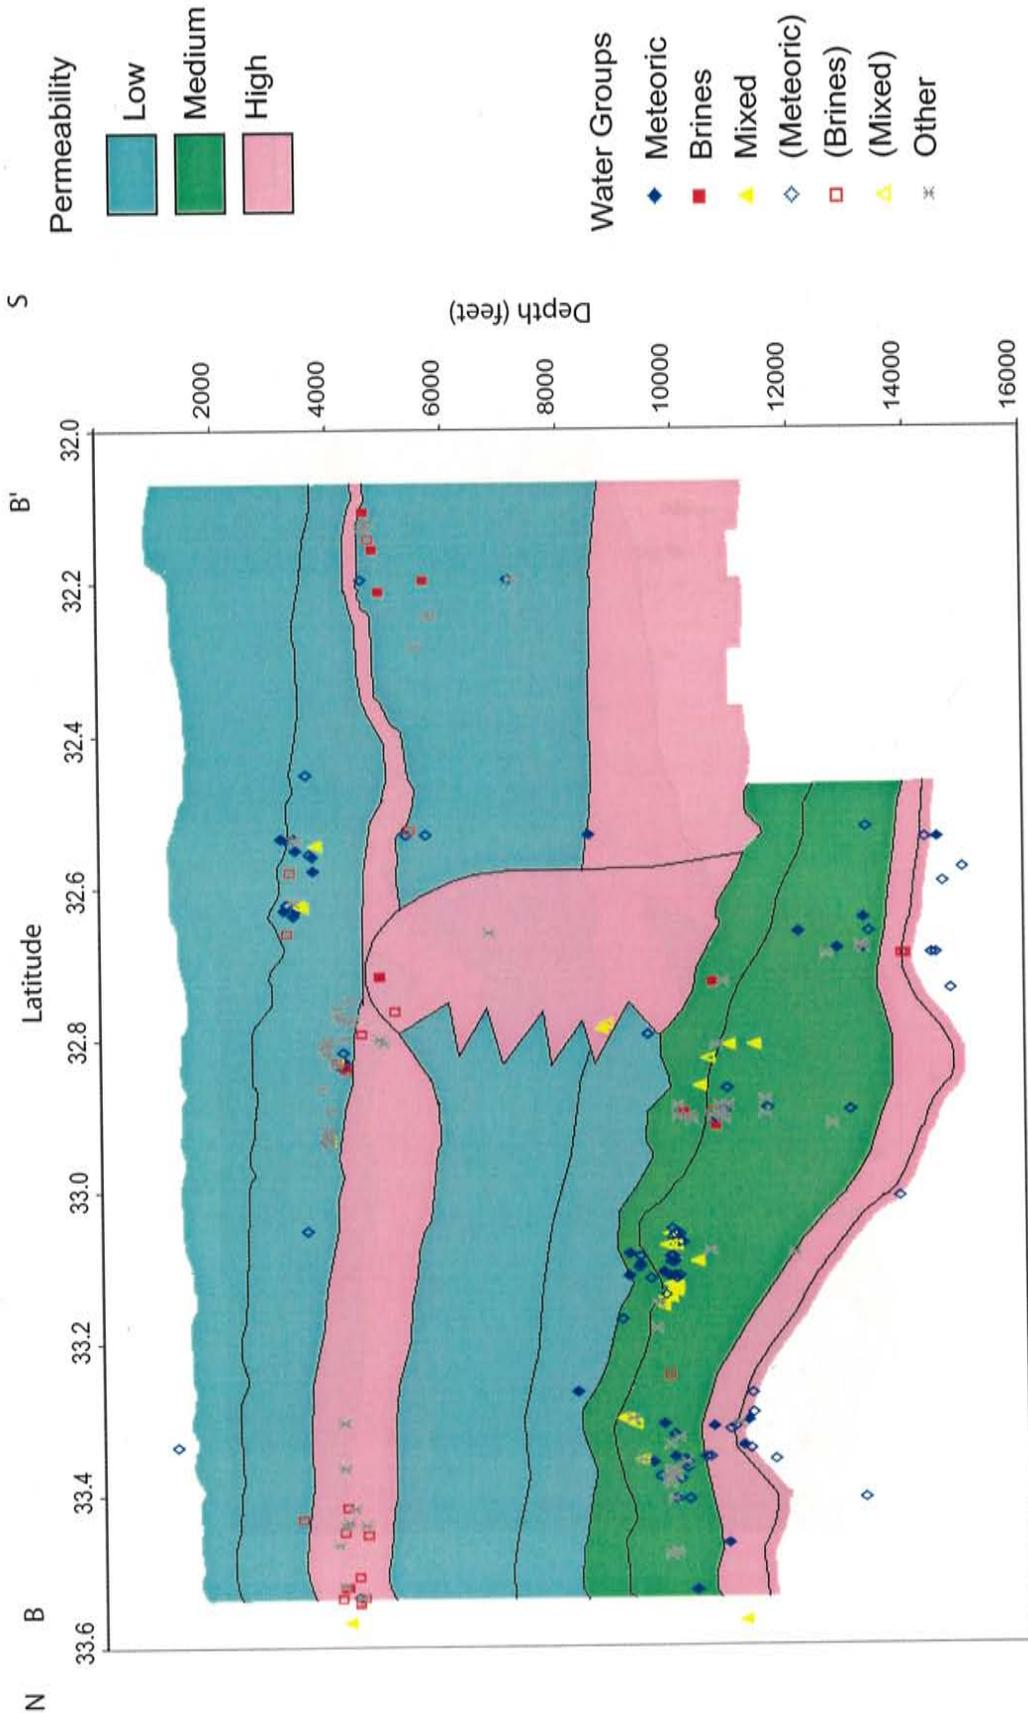 N
B
Latitude
B'
S
33.6
33.4
33.2
33.0
32.8
32.6
32.4
32.2
32.0
2000
4000
6000
8000
10000
12000
14000
16000
Depth (feet)
Permeability
Low
Medium
High
Water Groups
Meteoric
Brines
Mixed
(Meteoric)
(Brines)
(Mixed)
Other